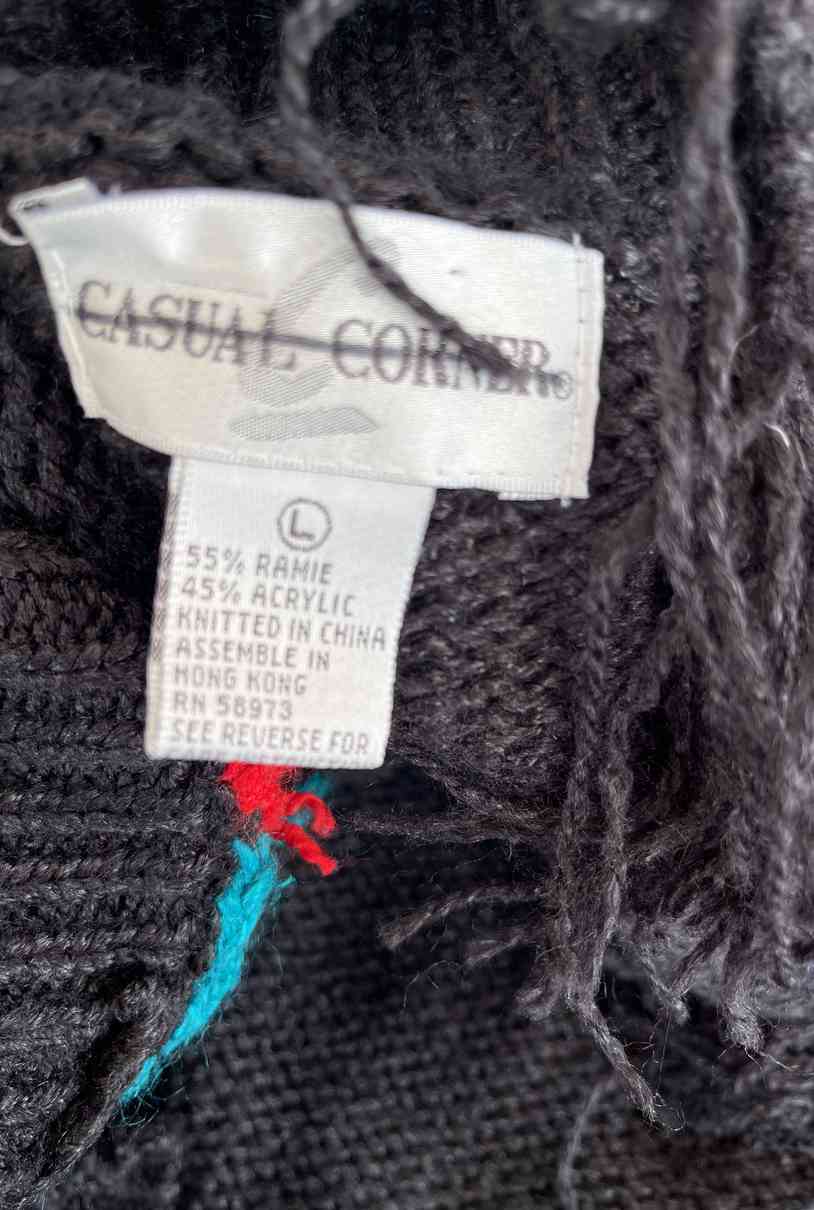 CASUAL CORNER®
L
55% RAMIE
45% ACRYLIC
KNITTED IN CHINA
ASSEMBLE IN
HONG KONG
RN 58973
SEE REVERSE FOR